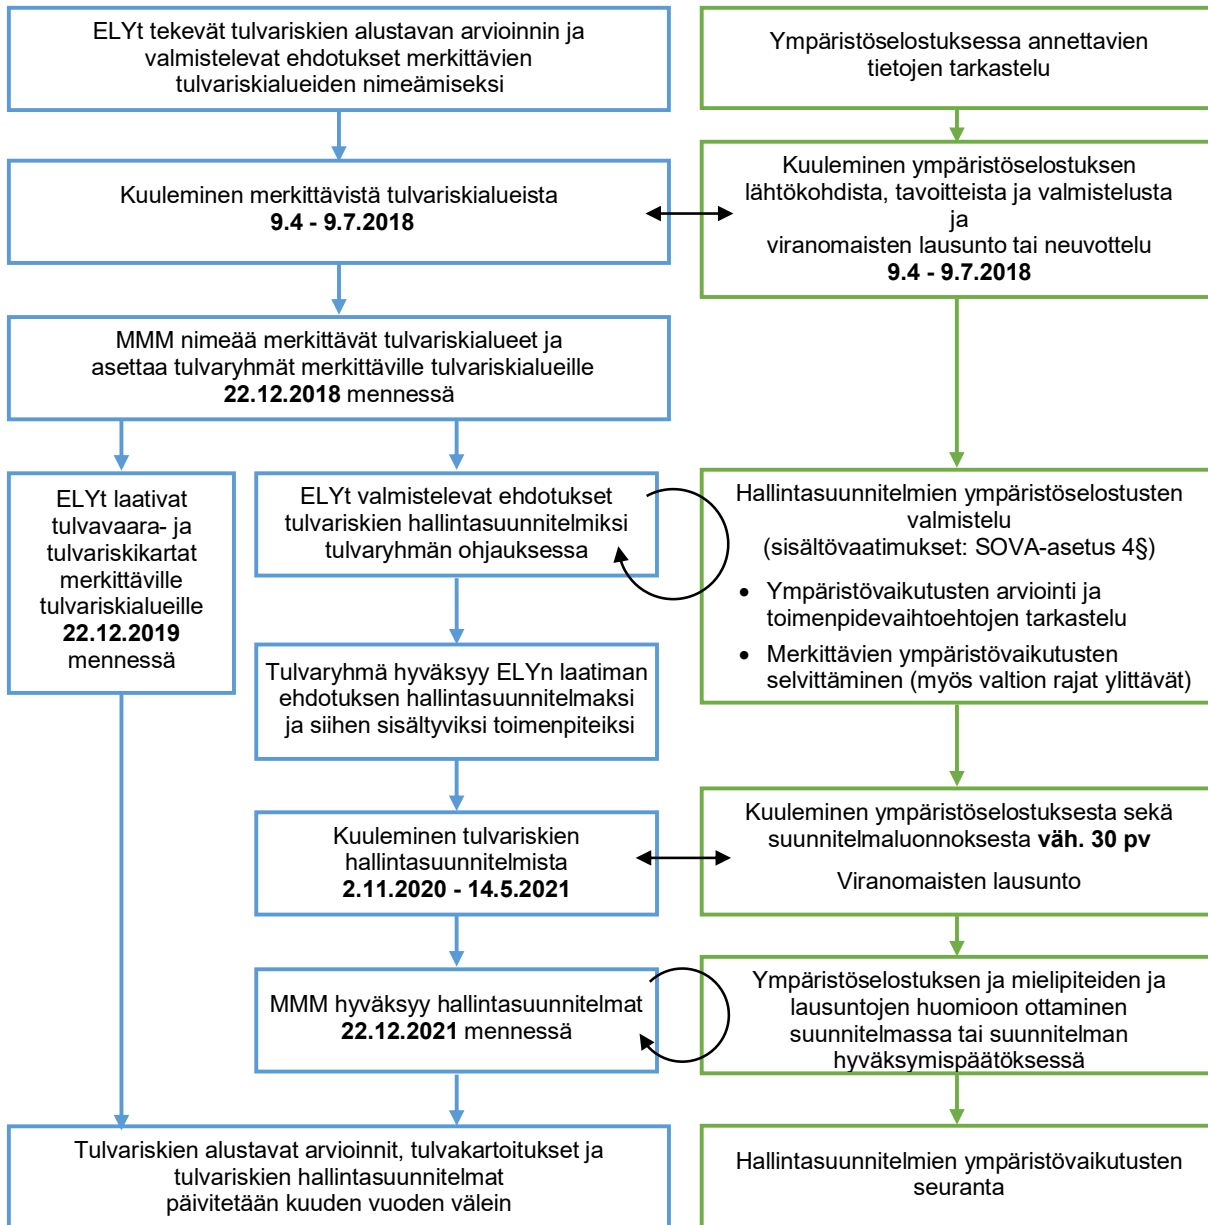 ELYt tekevät tulvariskien alustavan arvioinnin ja
valmistelevat ehdotukset merkittävien
tulvariskialueiden nimeämiseksi
Ympäristöselostuksessa annettavien
tietojen tarkastelu
Kuuleminen merkittävistä tulvariskialueista
9.4 - 9.7.2018
Kuuleminen ympäristöselostuksen
lähtökohdista, tavoitteista ja valmistelusta
ja
viranomaisten lausunto tai neuvottelu
9.4 - 9.7.2018
MMM nimeää merkittävät tulvariskialueet ja
asettaa tulvaryhmät merkittäville tulvariskialueille
22.12.2018 mennessä
ELYt laativat
tulvavaara- ja
tulvariskikartat
merkittäville
tulvariskialueille
22.12.2019
mennessä
ELYt valmistelevat ehdotukset
tulvariskien hallintasuunnitelmiksi
tulvaryhmän ohjauksessa
Hallintasuunnitelmien ympäristöselostusten
valmistelu
(sisältövaatimukset: SOVA-asetus 4§)
• Ympäristövaikutusten arviointi ja
toimenpidevaihtoehtojen tarkastelu
• Merkittävien ympäristövaikutusten
selvittäminen (myös valtion rajat ylittävät)
Tulvaryhmä hyväksyy ELYn laatiman
ehdotuksen hallintasuunnitelmaksi
ja siihen sisältyviksi toimenpiteiksi
Kuuleminen tulvariskien
hallintasuunnitelmista
2.11.2020 - 14.5.2021
Kuuleminen ympäristöselostuksesta sekä
suunnitelmaluonnoksesta väh. 30 pv
Viranomaisten lausunto
MMM hyväksyy hallintasuunnitelmat
22.12.2021 mennessä
Ympäristöselostuksen ja mielipiteiden ja
lausuntojen huomioon ottaminen
suunnitelmassa tai suunnitelman
hyväksymispäätöksessä
Tulvariskien alustavat arvioinnit, tulvakartoitukset ja
tulvariskien hallintasuunnitelmat
päivitetään kuuden vuoden välein
Hallintasuunnitelmien ympäristövaikutusten
seuranta